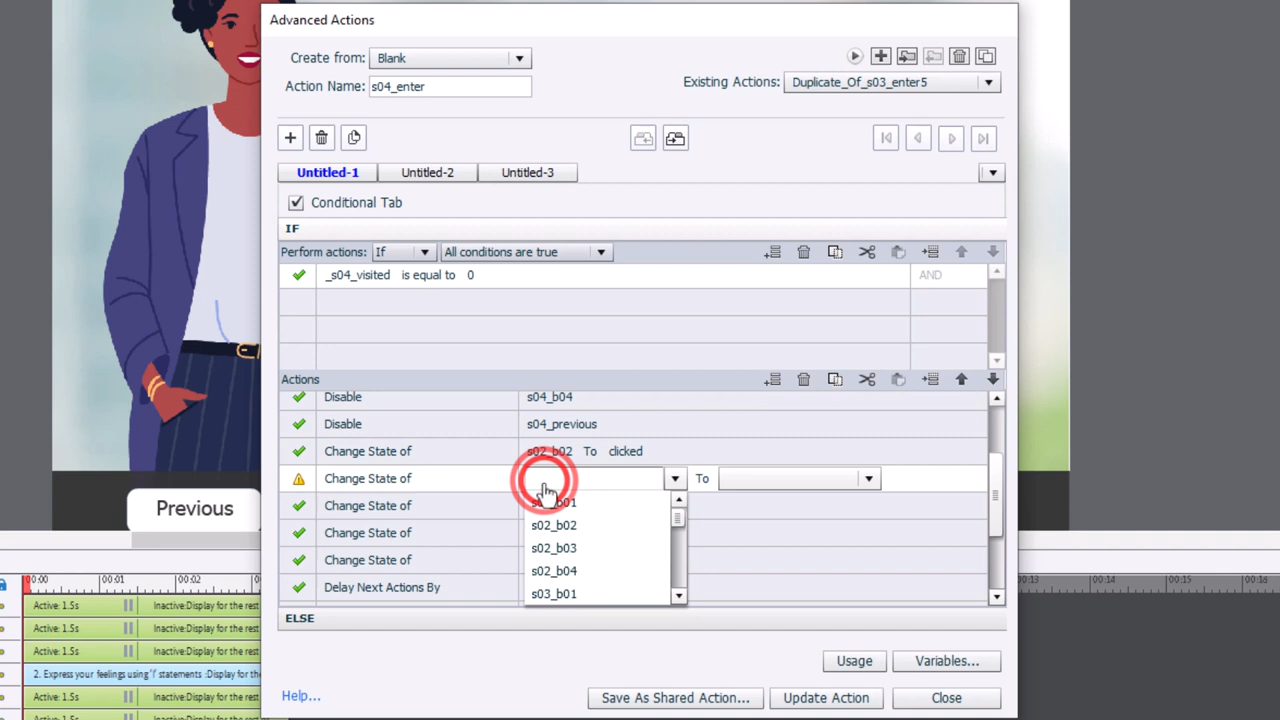 Advanced Actions
Create from: Blank
Action Name: s04_enter
Existing Actions: Duplicate_Of_s03_enter5
Untitled-1 Untitled-2 Untitled-3
Conditional Tab
IF
Perform actions: If All conditions are true
_s04_visited is equal to 0 AND
Actions
Disable s04_b04
Disable s04_previous
Change State of s02_b02 To clicked
Change State of To
Change State of
Change State of
Change State of
Delay Next Actions By
s02_b02
s02_b03
s02_b04
s03_b01
ELSE
Usage Variables...
Help... Save As Shared Action... Update Action Close
Previous
00:00 00:01 00:02 00:13 00:14 00:15 00:16
Active: 1.5s Inactive:Display for the rest
Active: 1.5s Inactive:Display for the rest
Active: 1.5s Inactive:Display for the rest
2. Express your feelings using 'I' statements :Display for the
Active: 1.5s Inactive:Display for the rest